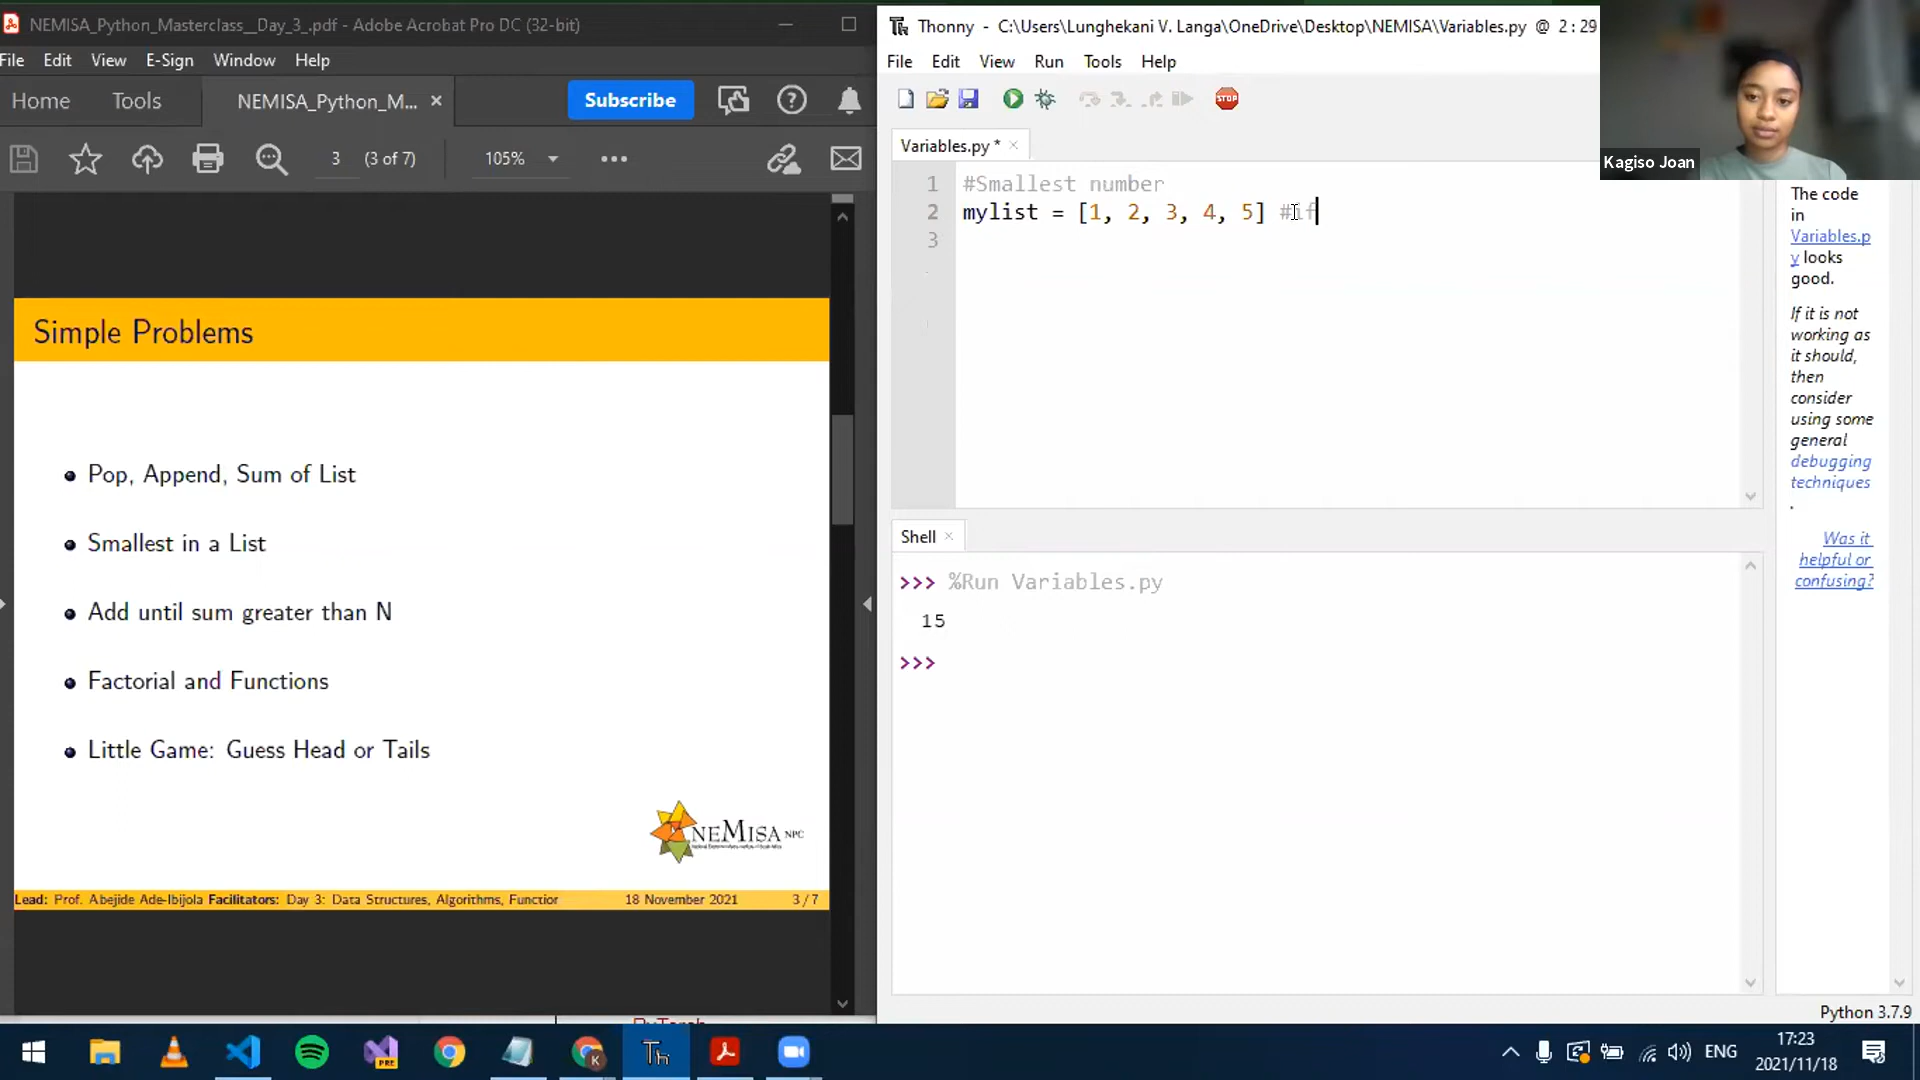 NEMISA_Python_Masterclass__Day_3_.pdf - Adobe Acrobat Pro DC (32-bit)
File Edit View E-Sign Window Help
Home Tools NEMISA_Python_M... ×
Subscribe
3 (3 of 7) 105%
Simple Problems
Pop, Append, Sum of List
Smallest in a List
Add until sum greater than N
Factorial and Functions
Little Game: Guess Head or Tails
NEMISA NPC
Lead: Prof. Abejide Ade-Ibijola Facilitators: Day 3: Data Structures, Algorithms, Function 18 November 2021 3 / 7
Th Thonny - C:\Users\Lunghekani V. Langa\OneDrive\Desktop\NEMISA\Variables.py @ 2:29
File Edit View Run Tools Help
STOP
Variables.py * ×
1 #Smallest number
2 mylist = [1, 2, 3, 4, 5] #if
3
Shell ×
>>> %Run Variables.py
15
>>>
Kagiso Joan
The code
in
Variables.p
y looks
good.
If it is not
working as
it should,
then
consider
using some
general
debugging
techniques
.
Was it
helpful or
confusing?
Python 3.7.9
PRE
K
Th
ENG
17:23
2021/11/18